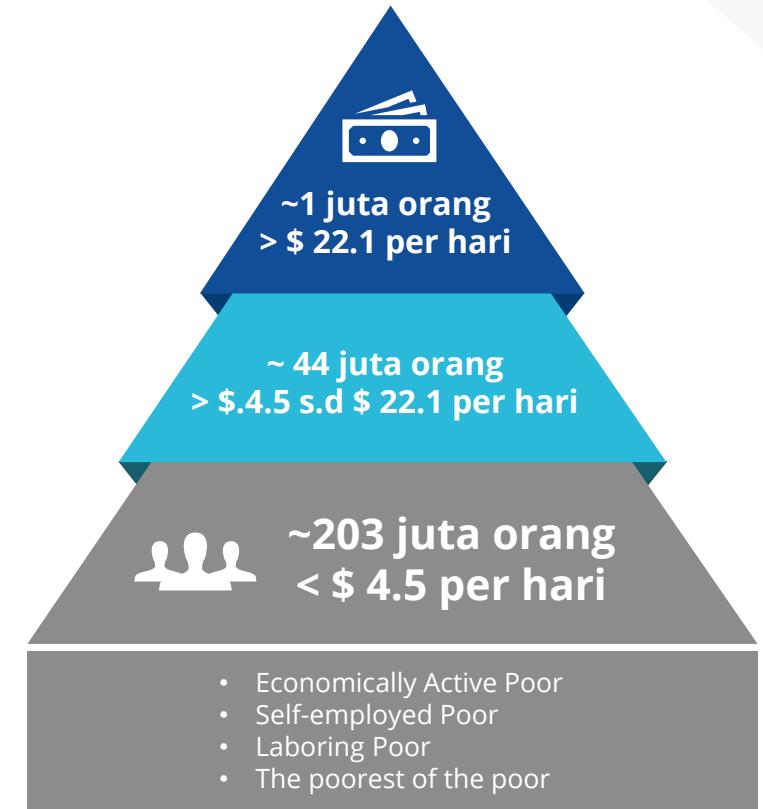 ~1 juta orang
> $ 22.1 per hari
~ 44 juta orang
> $.4.5 s.d $ 22.1 per hari
~203 juta orang
< $ 4.5 per hari
• Economically Active Poor
• Self-employed Poor
• Laboring Poor
• The poorest of the poor